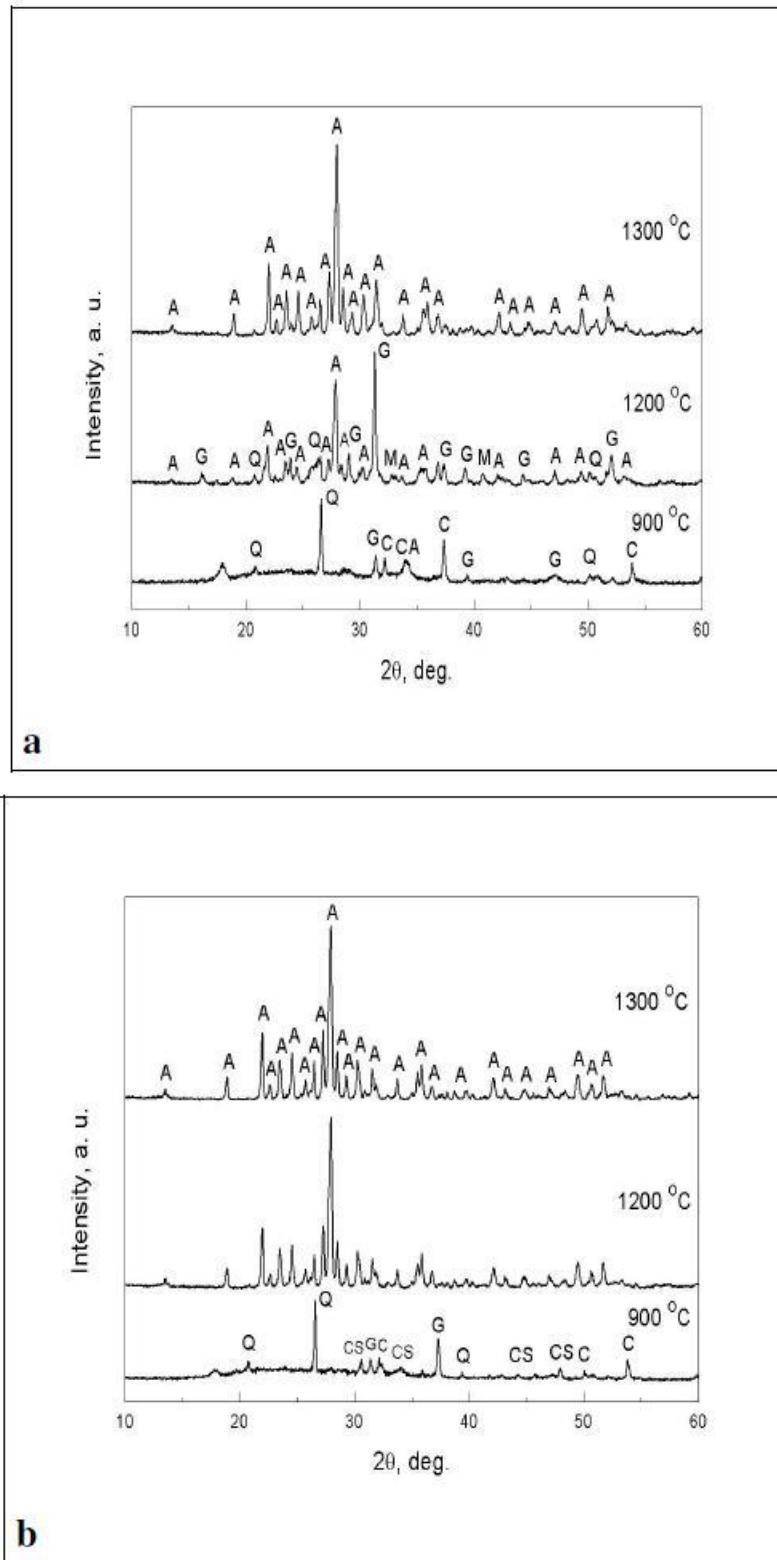 A
1300 °C
A
A A A A A A A
A A A A A A A A A A A A
Intensity, a. u.
G
A
1200 °C
A G A Q A A G A Q A A G A M A A G G M A G A A Q G A
Q
900 °C
Q G C C A C G G Q C
10 20 30 40 50 60
2θ, deg.
a
A
1300 °C
A A A A A A A A A A A A A A A A A A A A A A A A A
Intensity, a. u.
1200 °C
Q
900 °C
Q CS G C CS G Q CS CS C C
10 20 30 40 50 60
2θ, deg.
b